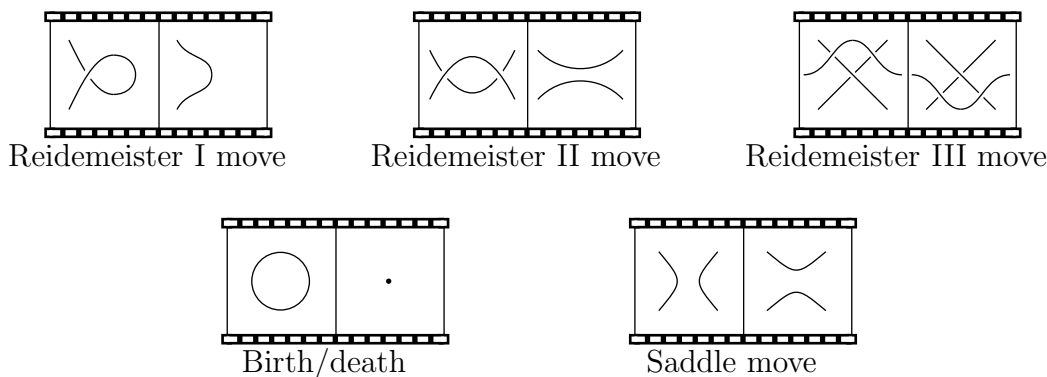 Reidemeister I move
Reidemeister II move
Reidemeister III move
Birth/death
Saddle move